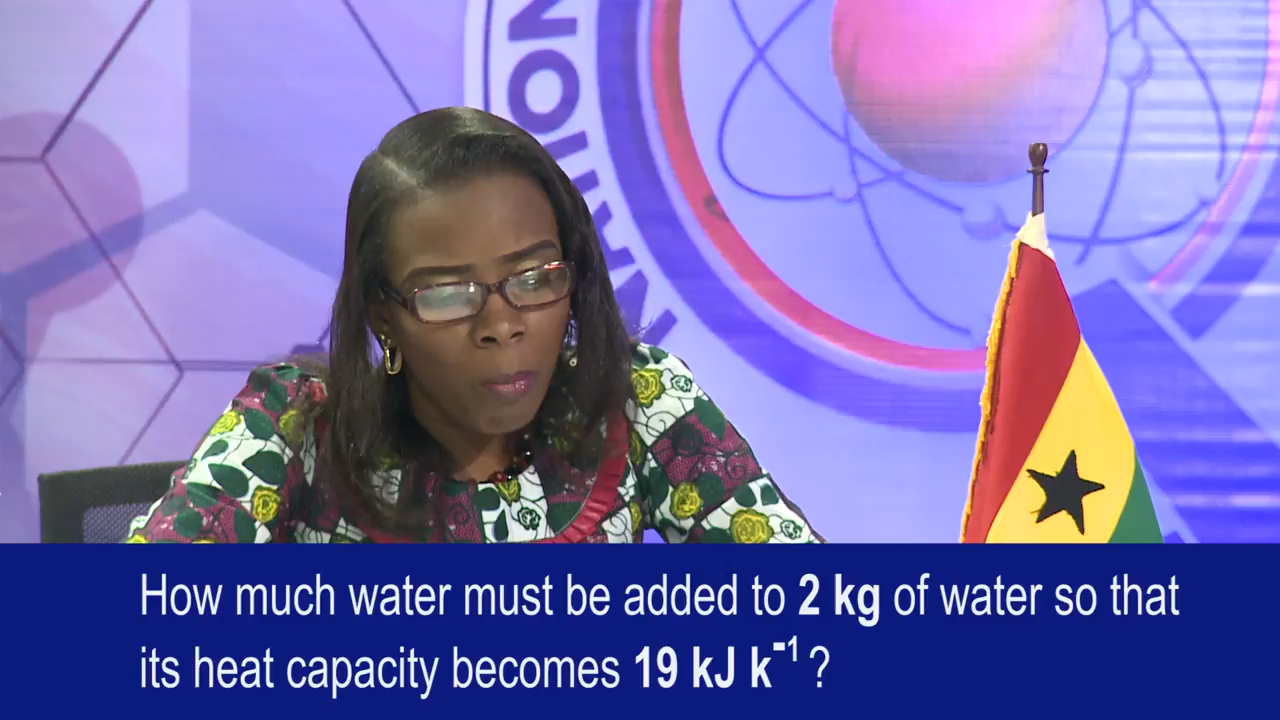 How much water must be added to 2 kg of water so that
its heat capacity becomes 19 kJ k⁻¹ ?